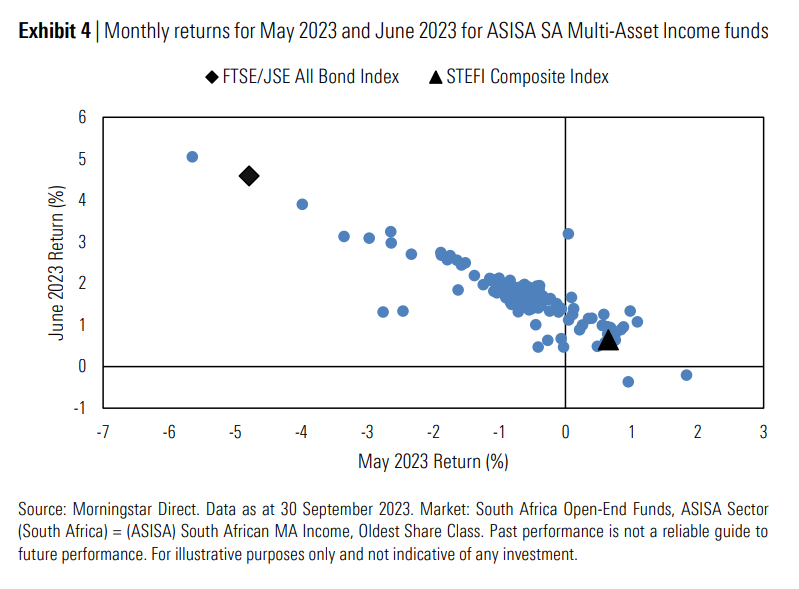 Exhibit 4 | Monthly returns for May 2023 and June 2023 for ASISA SA Multi-Asset Income funds
FTSE/JSE All Bond Index
STEFI Composite Index
June 2023 Return (%)
6
5
4
3
2
1
0
-1
-7
-6
-5
-4
-3
-2
-1
0
1
2
3
May 2023 Return (%)
Source: Morningstar Direct. Data as at 30 September 2023. Market: South Africa Open-End Funds, ASISA Sector
(South Africa) = (ASISA) South African MA Income, Oldest Share Class. Past performance is not a reliable guide to
future performance. For illustrative purposes only and not indicative of any investment.